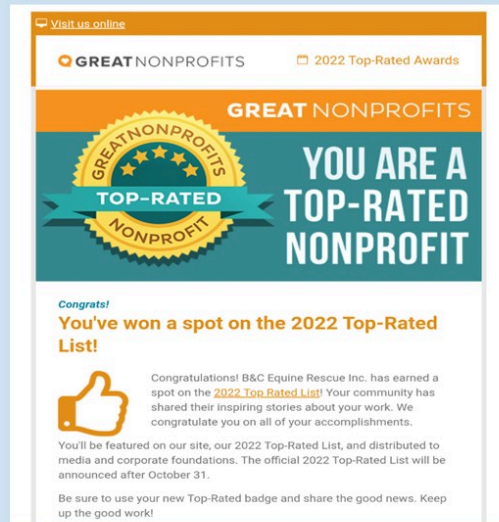 Visit us online
GREATNONPROFITS
2022 Top-Rated Awards
GREAT NONPROFITS
GREATNONPROFITS
TOP-RATED
NONPROFIT
YOU ARE A
TOP-RATED
NONPROFIT
Congrats!
You've won a spot on the 2022 Top-Rated
List!
Congratulations! B&C Equine Rescue Inc. has earned a
spot on the 2022 Top Rated List! Your community has
shared their inspiring stories about your work. We
congratulate you on all of your accomplishments.
You'll be featured on our site, our 2022 Top-Rated List, and distributed to
media and corporate foundations. The official 2022 Top-Rated List will be
announced after October 31.
Be sure to use your new Top-Rated badge and share the good news. Keep
up the good work!